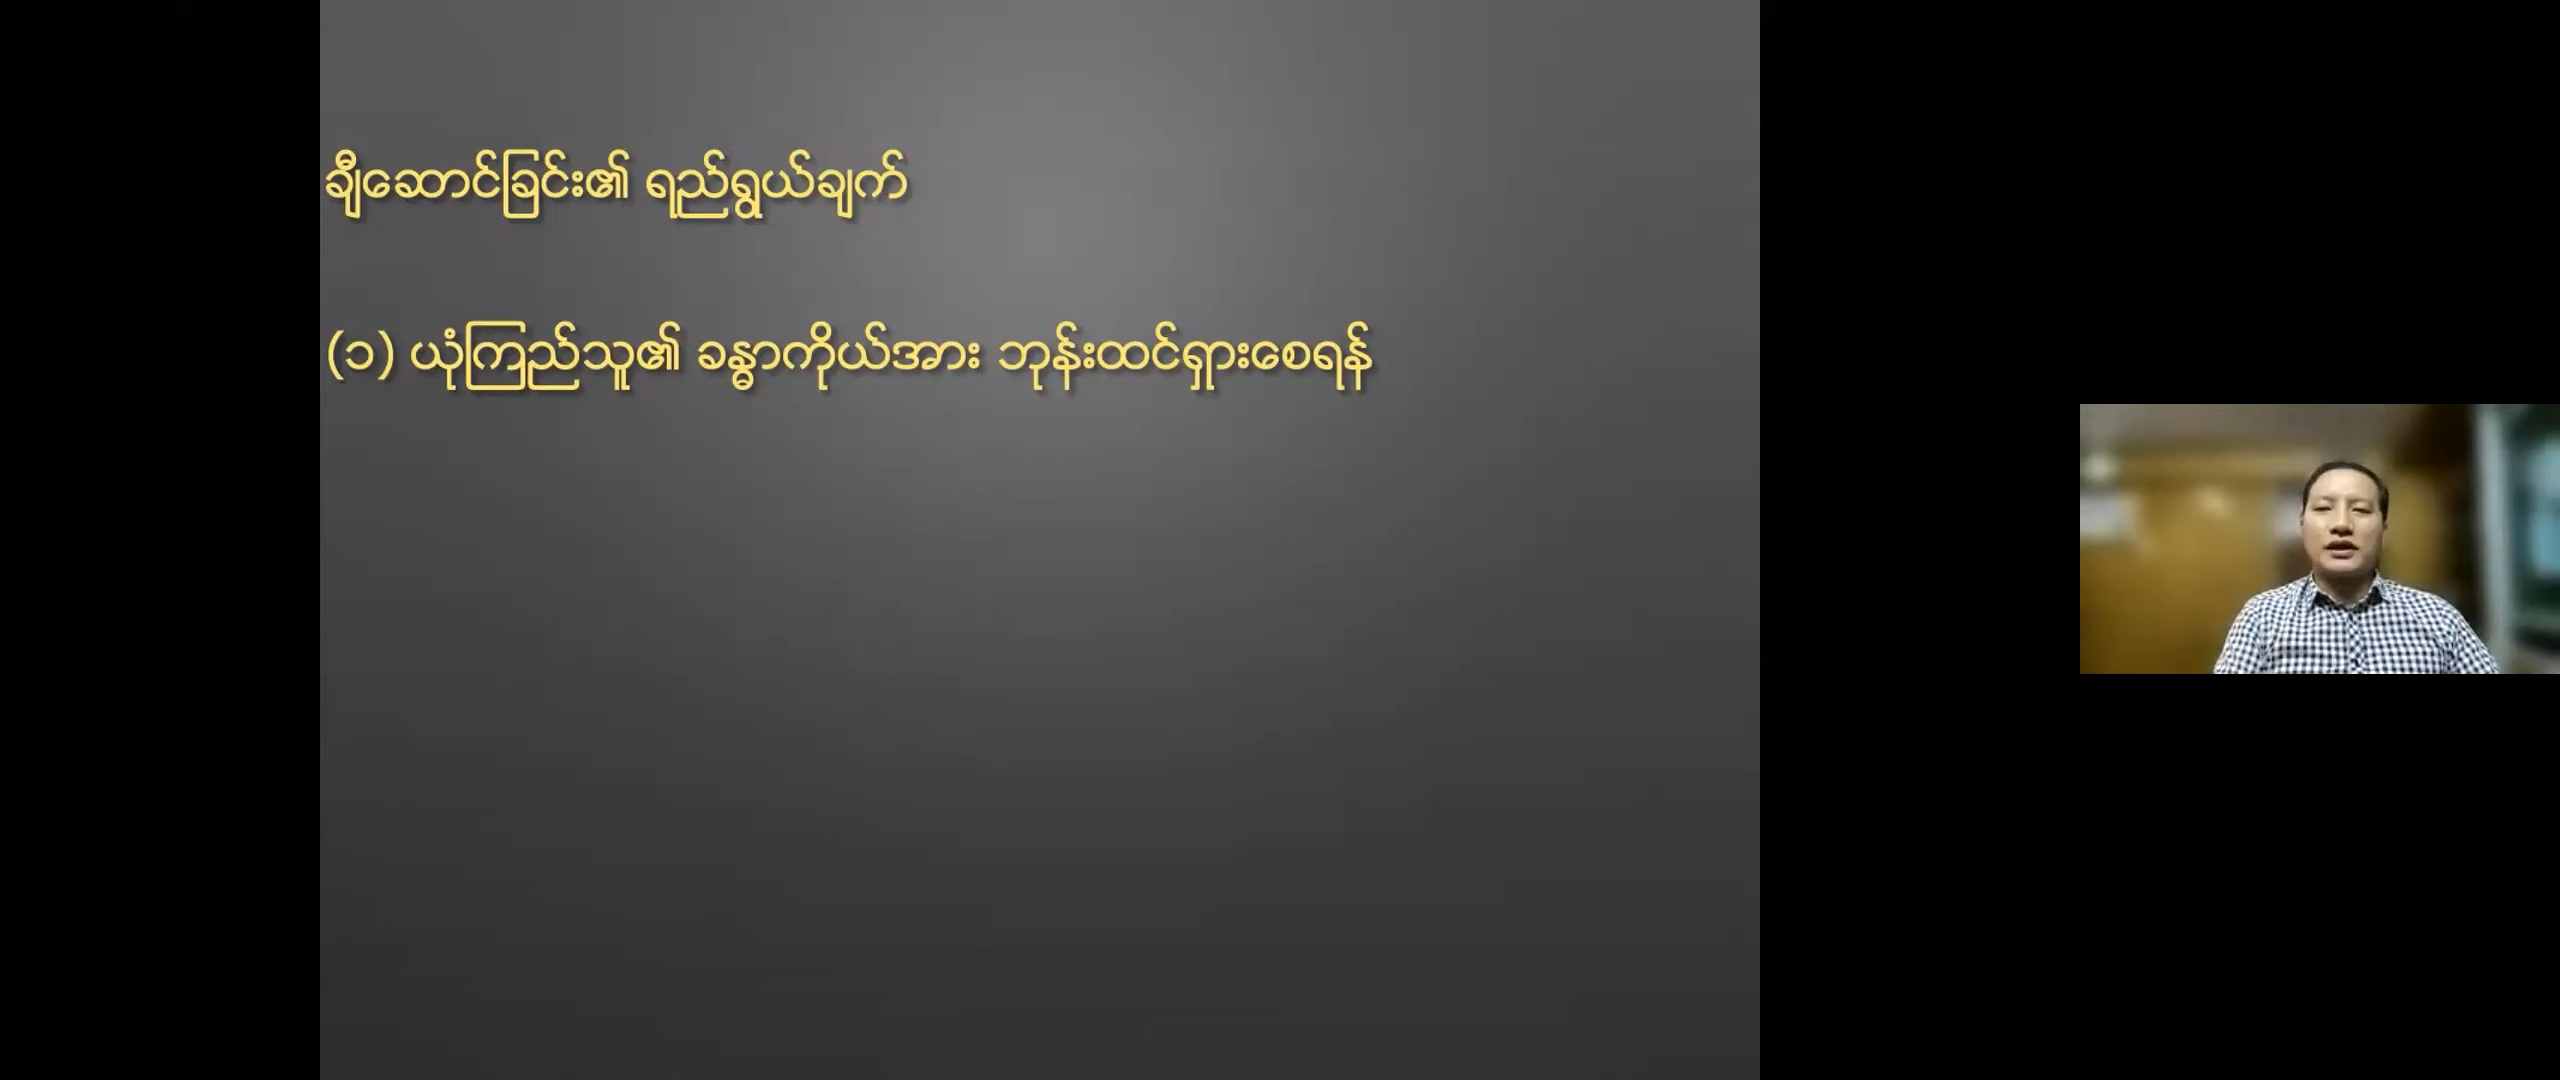 ချီဆောင်ခြင်း၏ ရည်ရွယ်ချက်
(၁) ယုံကြည်သူ၏ ခန္ဓာကိုယ်အား ဘုန်းထင်ရှားစေရန်